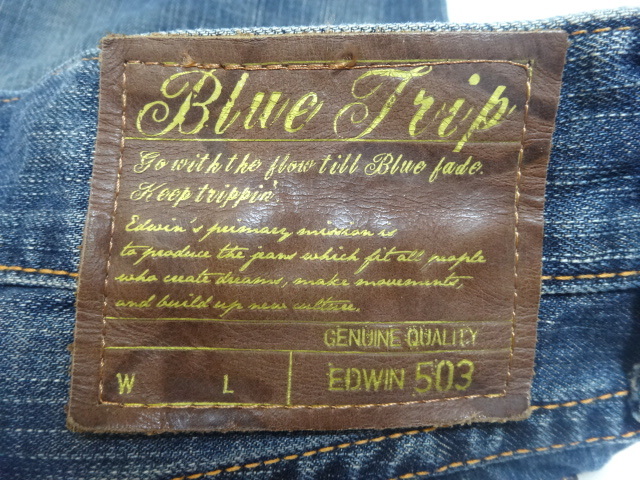 Blue Trip
Go with the flow till Blue fade.
Keep trippin'
Edwin's primary mission is
to produce the jeans which fit all people
who create dreams, make movements,
and build up new culture.
GENUINE QUALITY
W L EDWIN 503